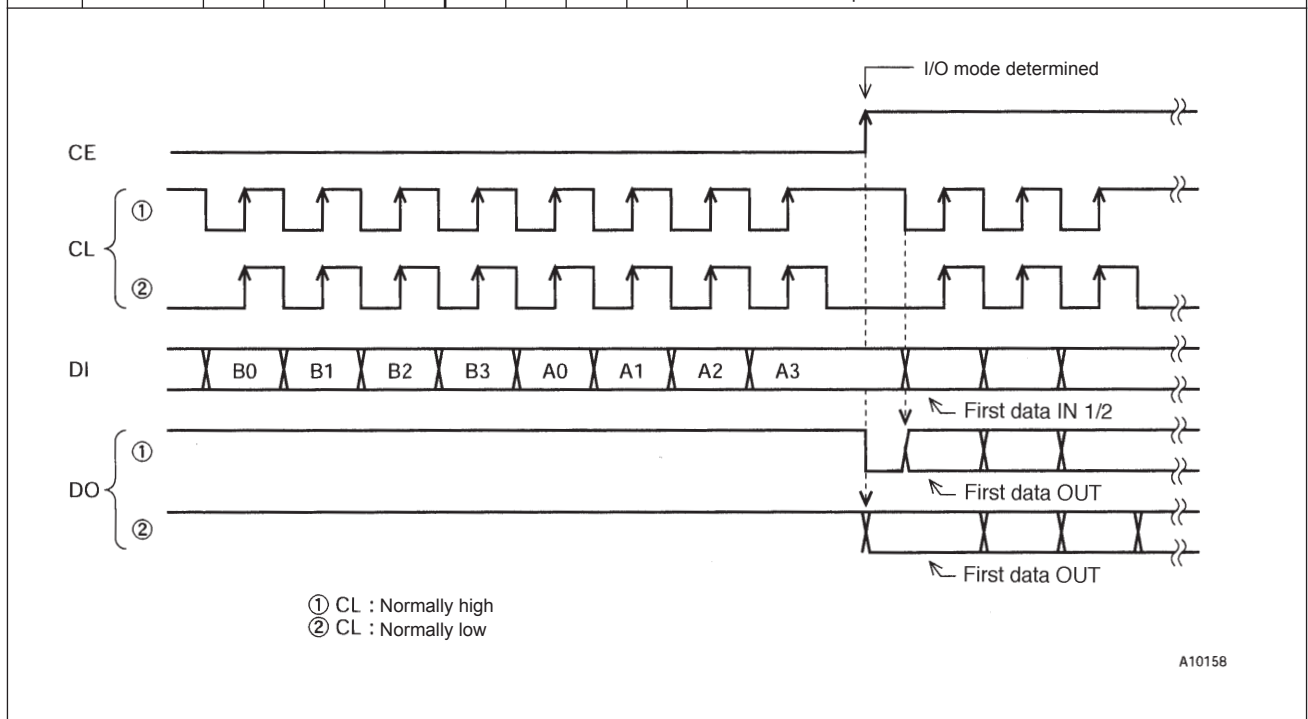 I/O mode determined
CE
CL
①
②
DI
B0 B1 B2 B3 A0 A1 A2 A3
First data IN 1/2
DO
①
First data OUT
②
First data OUT
① CL : Normally high
② CL : Normally low
A10158